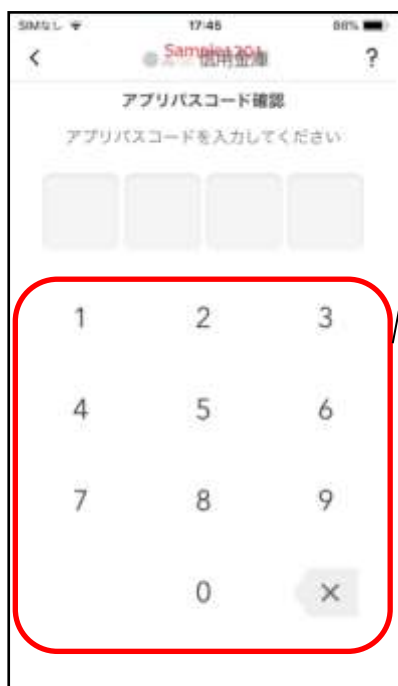 SIMなし 17:46 88%
< 信用金庫 ?
アプリパスコード確認
アプリパスコードを入力してください
1 2 3
4 5 6
7 8 9
0 ×